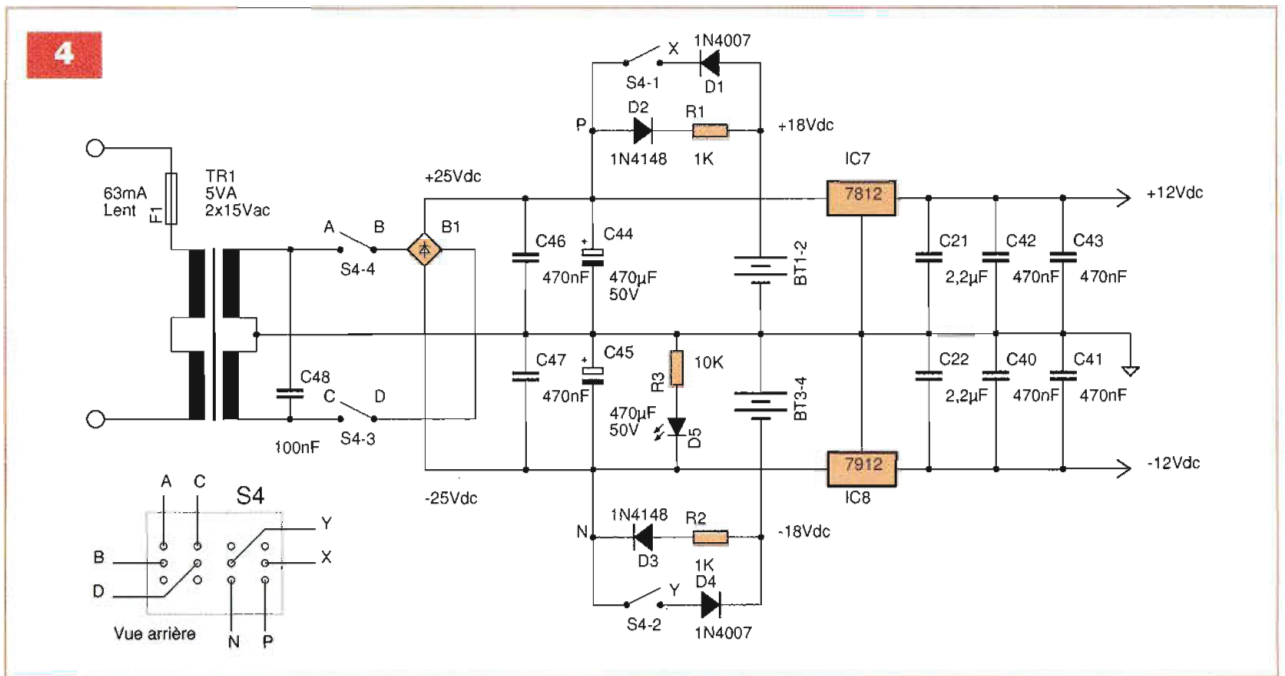 4
1N4007
X
S4-1
D1
D2
R1
P
+18Vdc
1N4148
1K
IC7
63mA
Lent
F1
TR1
5VA
2x15Vac
+25Vdc
7812
+12Vdc
A
B
B1
S4-4
C46
470nF
C44
+
470µF
50V
BT1-2
C21
2,2µF
C42
470nF
C43
470nF
C48
100nF
C
D
S4-3
C47
470nF
C45
+
470µF
50V
R3
10K
D5
BT3-4
C22
2,2µF
C40
470nF
C41
470nF
7912
IC8
-12Vdc
-25Vdc
A
C
S4
Y
B
X
D
Vue arrière
N
P
N
1N4148
R2
-18Vdc
D3
1K
D4
Y
S4-2
1N4007